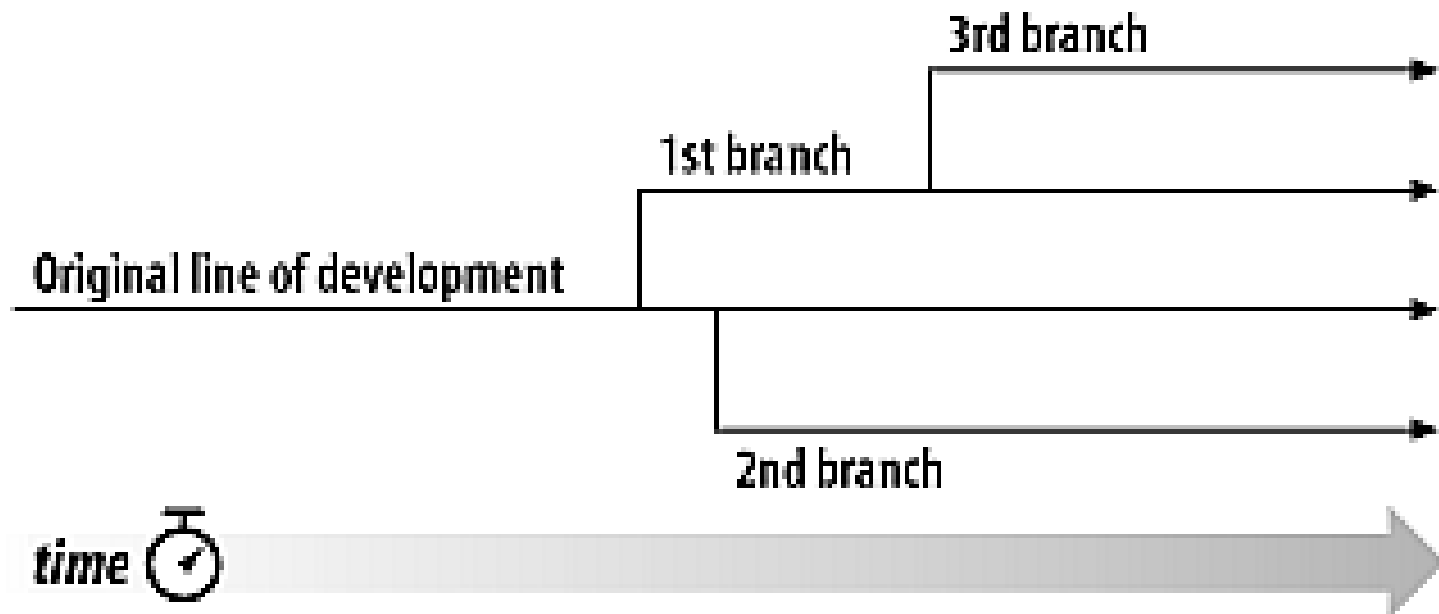 3rd branch
1st branch
Original line of development
2nd branch
time